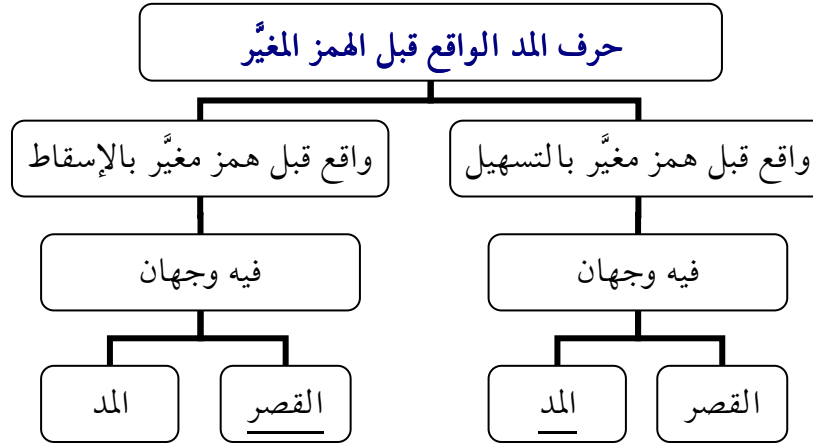 حرف المد الواقع قبل الهمز المغيَّر
واقع قبل همز مغيَّر بالتسهيل
واقع قبل همز مغيَّر بالإسقاط
فيه وجهان
فيه وجهان
القصر
المد
القصر
المد